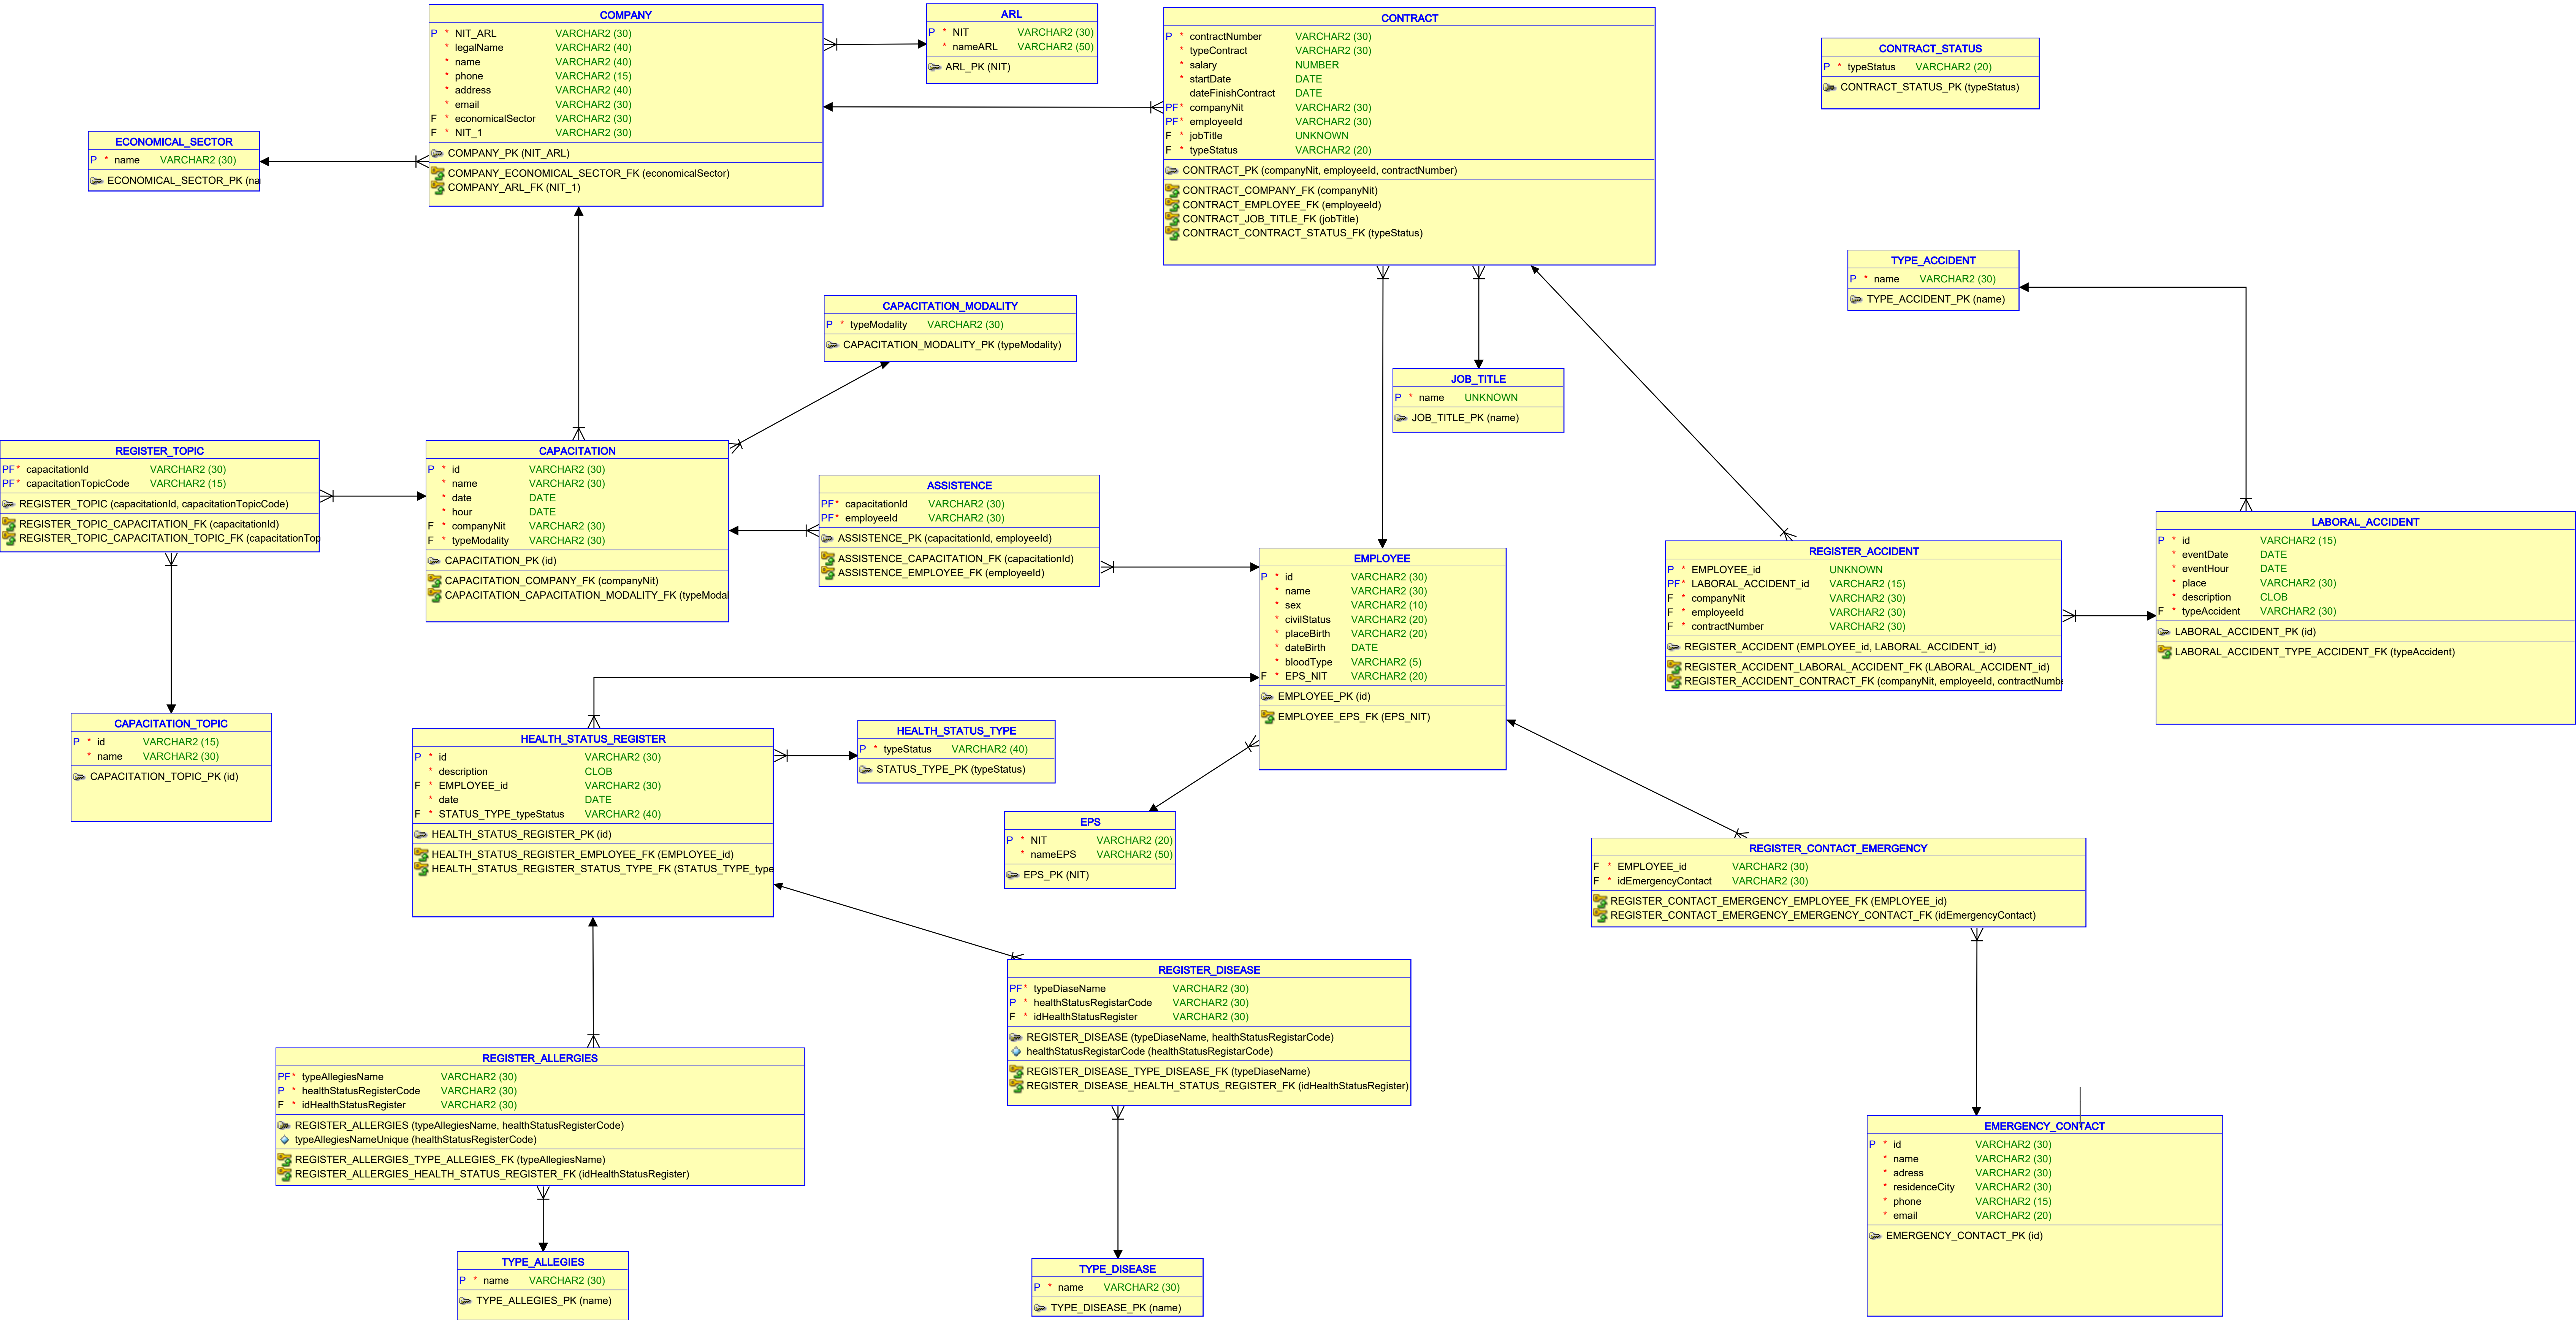 COMPANY
P * NIT_ARL VARCHAR2 (30)
* legalName VARCHAR2 (40)
* name VARCHAR2 (40)
* phone VARCHAR2 (15)
* address VARCHAR2 (40)
* email VARCHAR2 (30)
F * economicalSector VARCHAR2 (30)
F * NIT_1 VARCHAR2 (30)
COMPANY_PK (NIT_ARL)
COMPANY_ECONOMICAL_SECTOR_FK (economicalSector)
COMPANY_ARL_FK (NIT_1)
ARL
P * NIT VARCHAR2 (30)
* nameARL VARCHAR2 (50)
ARL_PK (NIT)
CONTRACT
P * contractNumber VARCHAR2 (30)
* typeContract VARCHAR2 (30)
* salary NUMBER
* startDate DATE
dateFinishContract DATE
PF* companyNit VARCHAR2 (30)
PF* employeeId VARCHAR2 (30)
F * jobTitle UNKNOWN
F * typeStatus VARCHAR2 (20)
CONTRACT_PK (companyNit, employeeId, contractNumber)
CONTRACT_COMPANY_FK (companyNit)
CONTRACT_EMPLOYEE_FK (employeeId)
CONTRACT_JOB_TITLE_FK (jobTitle)
CONTRACT_CONTRACT_STATUS_FK (typeStatus)
CONTRACT_STATUS
P * typeStatus VARCHAR2 (20)
CONTRACT_STATUS_PK (typeStatus)
ECONOMICAL_SECTOR
P * name VARCHAR2 (30)
ECONOMICAL_SECTOR_PK (na
TYPE_ACCIDENT
P * name VARCHAR2 (30)
TYPE_ACCIDENT_PK (name)
CAPACITATION_MODALITY
P * typeModality VARCHAR2 (30)
CAPACITATION_MODALITY_PK (typeModality)
JOB_TITLE
P * name UNKNOWN
JOB_TITLE_PK (name)
REGISTER_TOPIC
PF* capacitationId VARCHAR2 (30)
PF* capacitationTopicCode VARCHAR2 (15)
REGISTER_TOPIC (capacitationId, capacitationTopicCode)
REGISTER_TOPIC_CAPACITATION_FK (capacitationId)
REGISTER_TOPIC_CAPACITATION_TOPIC_FK (capacitationTop
CAPACITATION
P * id VARCHAR2 (30)
* name VARCHAR2 (30)
* date DATE
* hour DATE
F * companyNit VARCHAR2 (30)
F * typeModality VARCHAR2 (30)
CAPACITATION_PK (id)
CAPACITATION_COMPANY_FK (companyNit)
CAPACITATION_CAPACITATION_MODALITY_FK (typeModal
ASSISTENCE
PF* capacitationId VARCHAR2 (30)
PF* employeeId VARCHAR2 (30)
ASSISTENCE_PK (capacitationId, employeeId)
ASSISTENCE_CAPACITATION_FK (capacitationId)
ASSISTENCE_EMPLOYEE_FK (employeeId)
EMPLOYEE
P * id VARCHAR2 (30)
* name VARCHAR2 (30)
* sex VARCHAR2 (10)
* civilStatus VARCHAR2 (20)
* placeBirth VARCHAR2 (20)
* dateBirth DATE
* bloodType VARCHAR2 (5)
F * EPS_NIT VARCHAR2 (20)
EMPLOYEE_PK (id)
EMPLOYEE_EPS_FK (EPS_NIT)
REGISTER_ACCIDENT
P * EMPLOYEE_id UNKNOWN
PF* LABORAL_ACCIDENT_id VARCHAR2 (15)
F * companyNit VARCHAR2 (30)
F * employeeId VARCHAR2 (30)
F * contractNumber VARCHAR2 (30)
REGISTER_ACCIDENT (EMPLOYEE_id, LABORAL_ACCIDENT_id)
REGISTER_ACCIDENT_LABORAL_ACCIDENT_FK (LABORAL_ACCIDENT_id)
REGISTER_ACCIDENT_CONTRACT_FK (companyNit, employeeId, contractNumb
LABORAL_ACCIDENT
P * id VARCHAR2 (15)
* eventDate DATE
* eventHour DATE
* place VARCHAR2 (30)
* description CLOB
F * typeAccident VARCHAR2 (30)
LABORAL_ACCIDENT_PK (id)
LABORAL_ACCIDENT_TYPE_ACCIDENT_FK (typeAccident)
CAPACITATION_TOPIC
P * id VARCHAR2 (15)
* name VARCHAR2 (30)
CAPACITATION_TOPIC_PK (id)
HEALTH_STATUS_REGISTER
P * id VARCHAR2 (30)
* description CLOB
F * EMPLOYEE_id VARCHAR2 (30)
* date DATE
F * STATUS_TYPE_typeStatus VARCHAR2 (40)
HEALTH_STATUS_REGISTER_PK (id)
HEALTH_STATUS_REGISTER_EMPLOYEE_FK (EMPLOYEE_id)
HEALTH_STATUS_REGISTER_STATUS_TYPE_FK (STATUS_TYPE_type
HEALTH_STATUS_TYPE
P * typeStatus VARCHAR2 (40)
STATUS_TYPE_PK (typeStatus)
EPS
P * NIT VARCHAR2 (20)
* nameEPS VARCHAR2 (50)
EPS_PK (NIT)
REGISTER_CONTACT_EMERGENCY
F * EMPLOYEE_id VARCHAR2 (30)
F * idEmergencyContact VARCHAR2 (30)
REGISTER_CONTACT_EMERGENCY_EMPLOYEE_FK (EMPLOYEE_id)
REGISTER_CONTACT_EMERGENCY_EMERGENCY_CONTACT_FK (idEmergencyContact)
REGISTER_DISEASE
PF* typeDiaseName VARCHAR2 (30)
P * healthStatusRegistarCode VARCHAR2 (30)
F * idHealthStatusRegister VARCHAR2 (30)
REGISTER_DISEASE (typeDiaseName, healthStatusRegistarCode)
healthStatusRegistarCode (healthStatusRegistarCode)
REGISTER_DISEASE_TYPE_DISEASE_FK (typeDiaseName)
REGISTER_DISEASE_HEALTH_STATUS_REGISTER_FK (idHealthStatusRegister)
REGISTER_ALLERGIES
PF* typeAllegiesName VARCHAR2 (30)
P * healthStatusRegisterCode VARCHAR2 (30)
F * idHealthStatusRegister VARCHAR2 (30)
REGISTER_ALLERGIES (typeAllegiesName, healthStatusRegisterCode)
typeAllegiesNameUnique (healthStatusRegisterCode)
REGISTER_ALLERGIES_TYPE_ALLEGIES_FK (typeAllegiesName)
REGISTER_ALLERGIES_HEALTH_STATUS_REGISTER_FK (idHealthStatusRegister)
EMERGENCY_CONTACT
P * id VARCHAR2 (30)
* name VARCHAR2 (30)
* adress VARCHAR2 (30)
* residenceCity VARCHAR2 (30)
* phone VARCHAR2 (15)
* email VARCHAR2 (20)
EMERGENCY_CONTACT_PK (id)
TYPE_ALLEGIES
P * name VARCHAR2 (30)
TYPE_ALLEGIES_PK (name)
TYPE_DISEASE
P * name VARCHAR2 (30)
TYPE_DISEASE_PK (name)